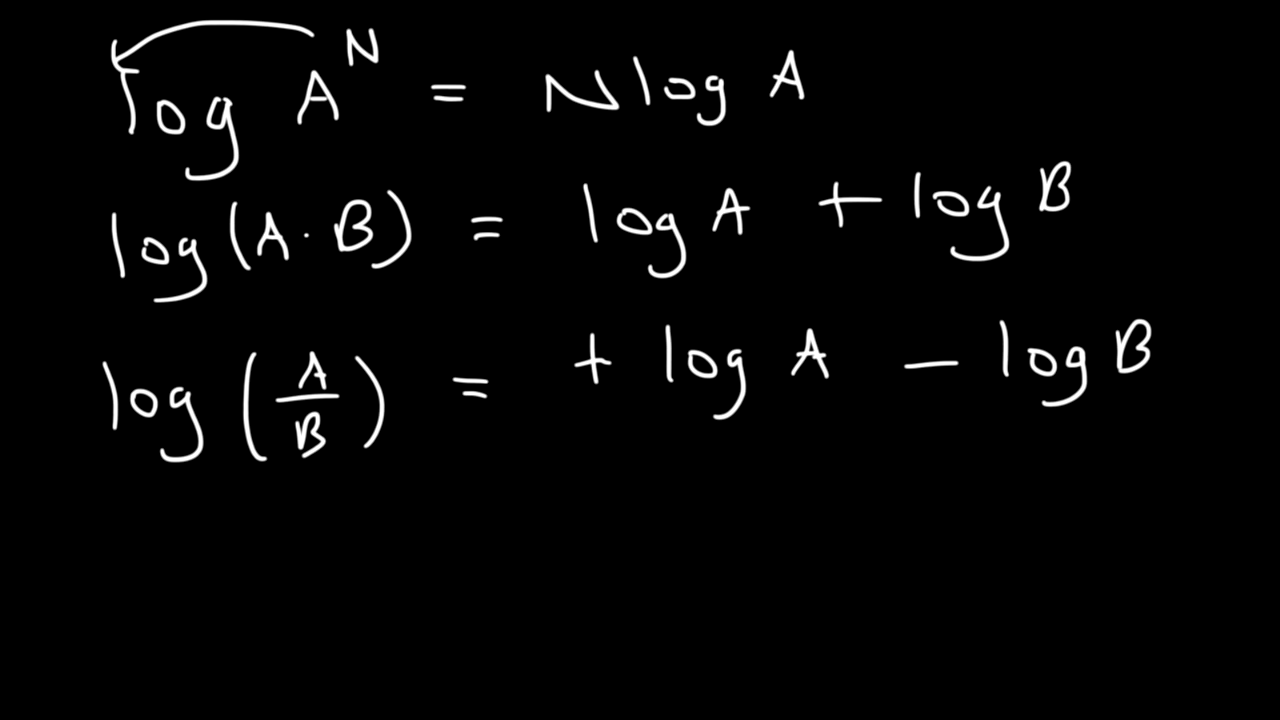 log A^N = N log A
log(A · B) = log A + log B
log (A/B) = + log A − log B